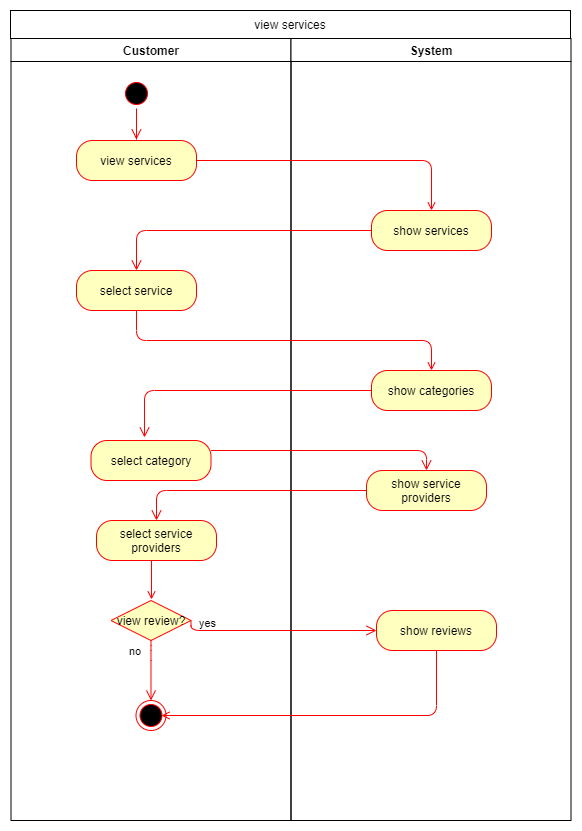 view services
Customer
System
view services
show services
select service
show categories
select category
show service
providers
select service
providers
view review?
yes
show reviews
no